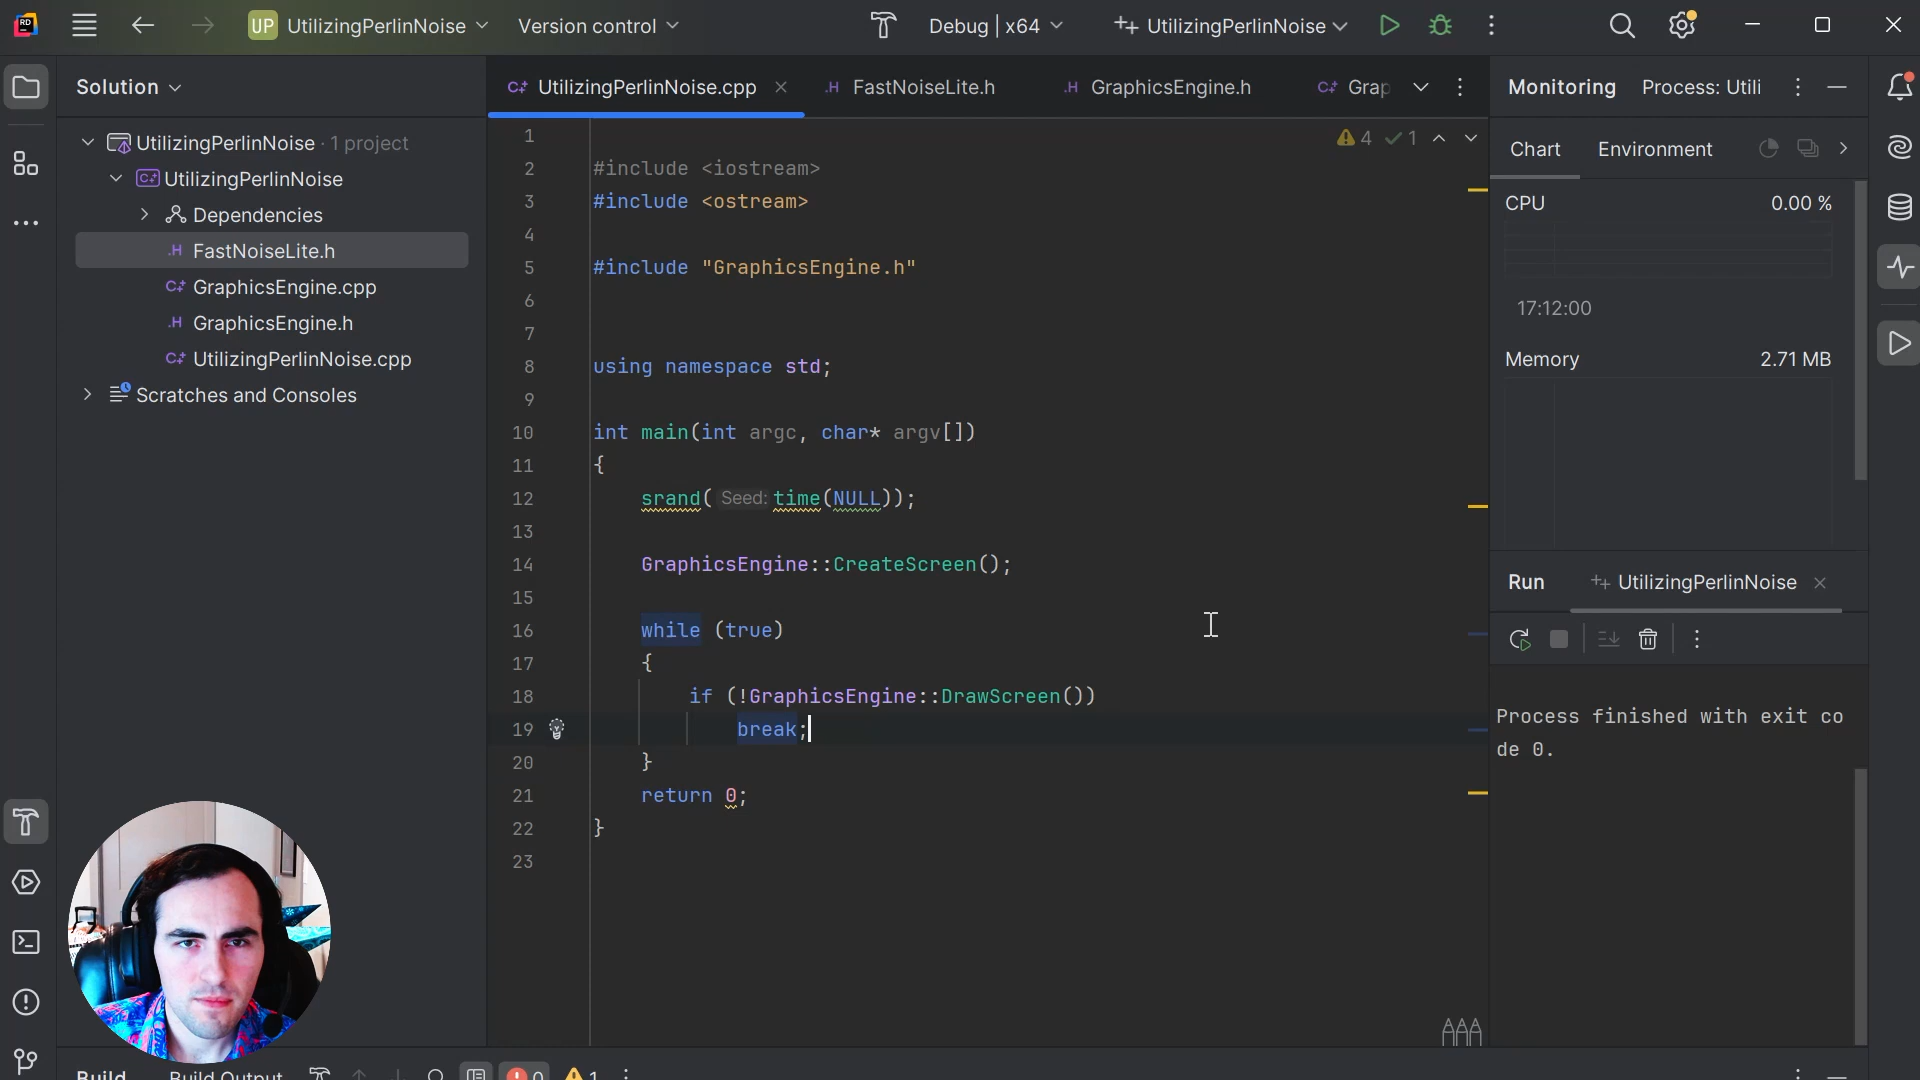 RD UP UtilizingPerlinNoise Version control Debug | x64 UtilizingPerlinNoise
Solution
UtilizingPerlinNoise · 1 project
UtilizingPerlinNoise
Dependencies
.H FastNoiseLite.h
C+ GraphicsEngine.cpp
.H GraphicsEngine.h
C+ UtilizingPerlinNoise.cpp
Scratches and Consoles
C+ UtilizingPerlinNoise.cpp .H FastNoiseLite.h .H GraphicsEngine.h C+ Grap
4 1
1
2 #include <iostream>
3 #include <ostream>
4
5 #include "GraphicsEngine.h"
6
7
8 using namespace std;
9
10 int main(int argc, char* argv[])
11 {
12 srand( Seed: time(NULL));
13
14 GraphicsEngine::CreateScreen();
15
16 while (true)
17 {
18 if (!GraphicsEngine::DrawScreen())
19 break;
20 }
21 return 0;
22 }
23
Monitoring Process: Utili
Chart Environment
CPU 0.00 %
17:12:00
Memory 2.71 MB
Run UtilizingPerlinNoise
Process finished with exit co
de 0.
Build Build Output 0 1